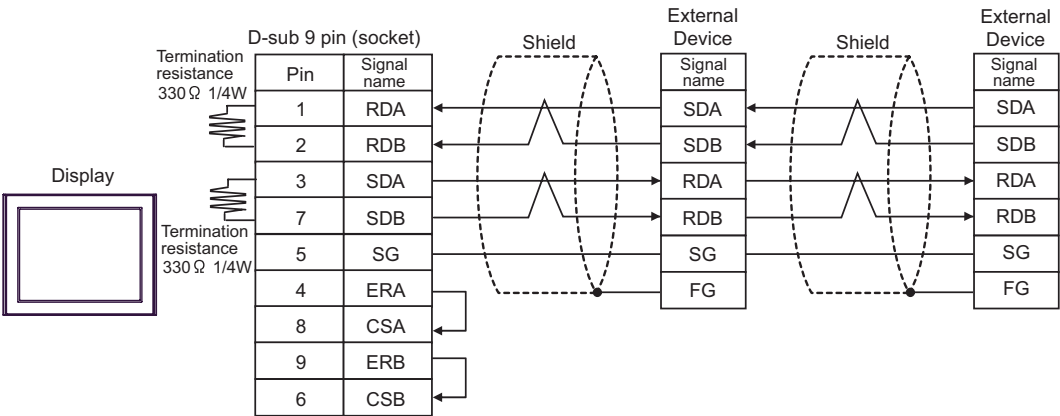 External
Device
External
Device
D-sub 9 pin (socket)
Shield
Shield
Termination
resistance
330Ω 1/4W
Pin
Signal
name
Signal
name
Signal
name
1 RDA SDA SDA
2 RDB SDB SDB
Display
3 SDA RDA RDA
7 SDB RDB RDB
Termination
resistance
330Ω 1/4W
5 SG SG SG
4 ERA FG FG
8 CSA
9 ERB
6 CSB